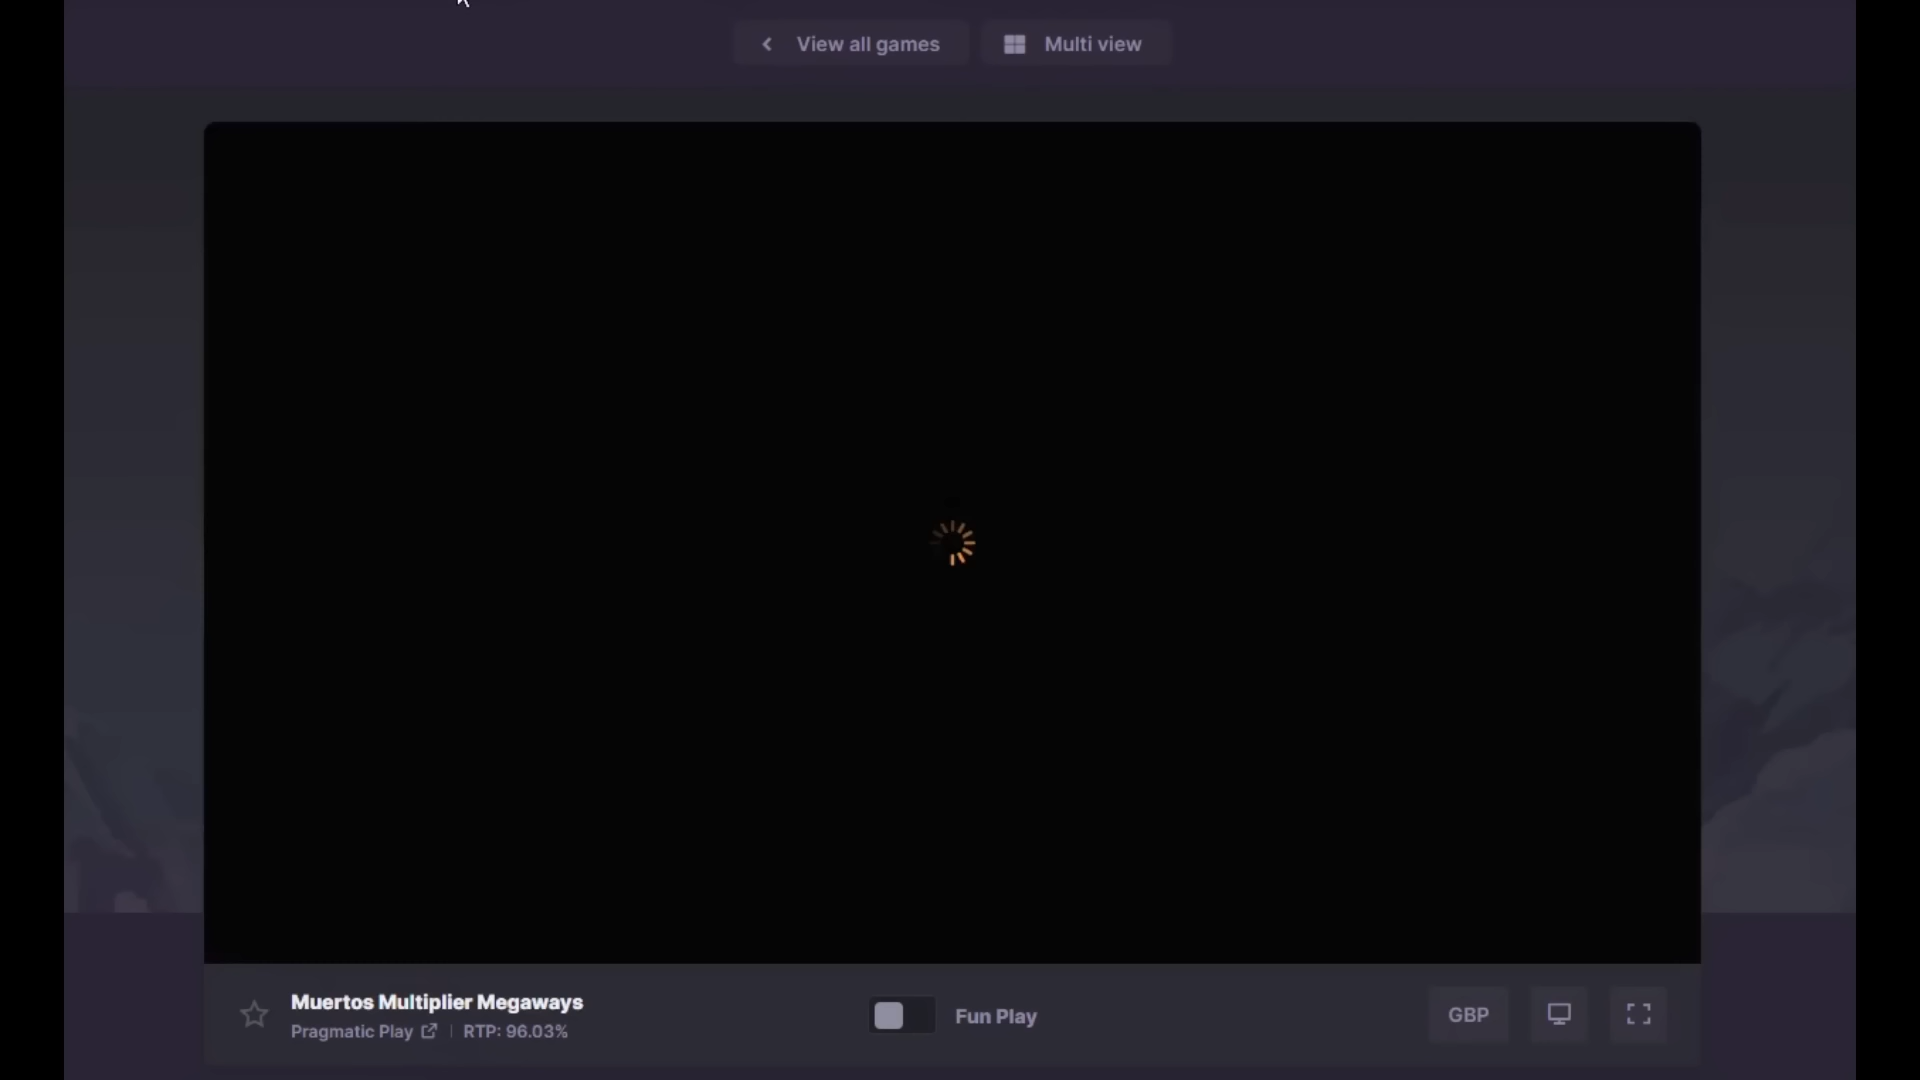 View all games
Multi view
Muertos Multiplier Megaways
Pragmatic Play | RTP: 96.03%
Fun Play
GBP